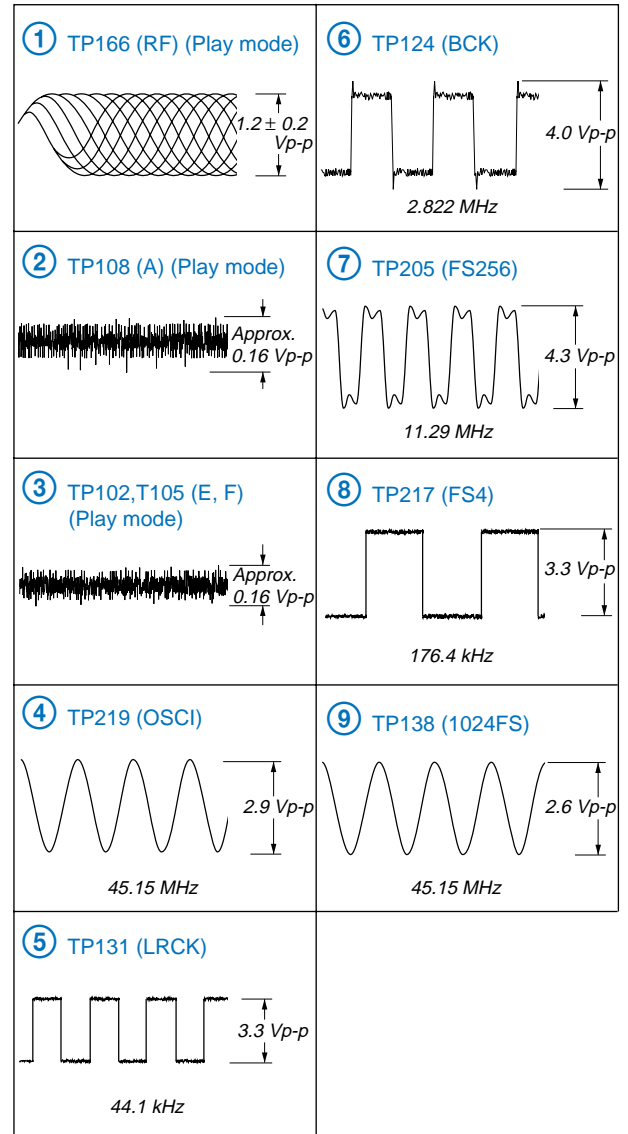 1 TP166 (RF) (Play mode)
1.2 ± 0.2
Vp-p
2 TP108 (A) (Play mode)
Approx.
0.16 Vp-p
3 TP102,T105 (E, F)
(Play mode)
Approx.
0.16 Vp-p
4 TP219 (OSCI)
2.9 Vp-p
45.15 MHz
5 TP131 (LRCK)
3.3 Vp-p
44.1 kHz
6 TP124 (BCK)
4.0 Vp-p
2.822 MHz
7 TP205 (FS256)
4.3 Vp-p
11.29 MHz
8 TP217 (FS4)
3.3 Vp-p
176.4 kHz
9 TP138 (1024FS)
2.6 Vp-p
45.15 MHz